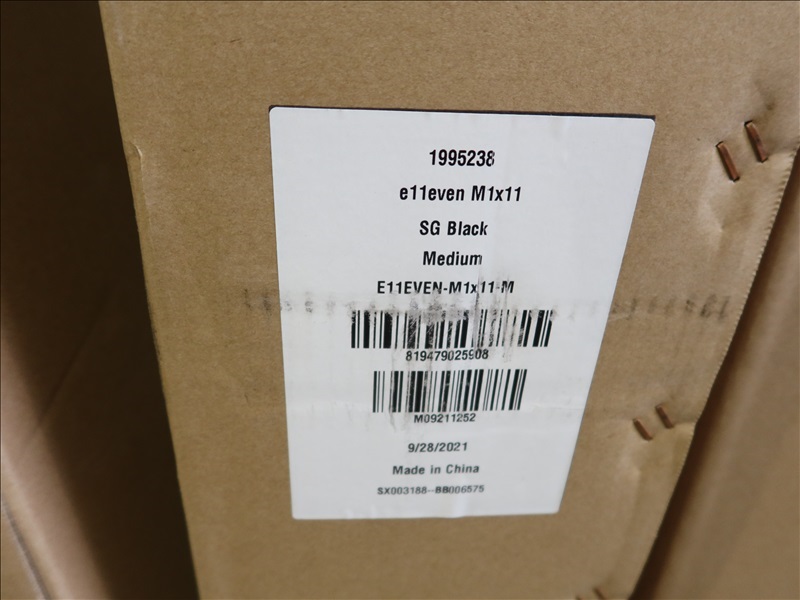 1995238
e11even M1x11
SG Black
Medium
E11EVEN-M1x11-M
819479025908
M09211252
9/28/2021
Made in China
SX003188--BB006575